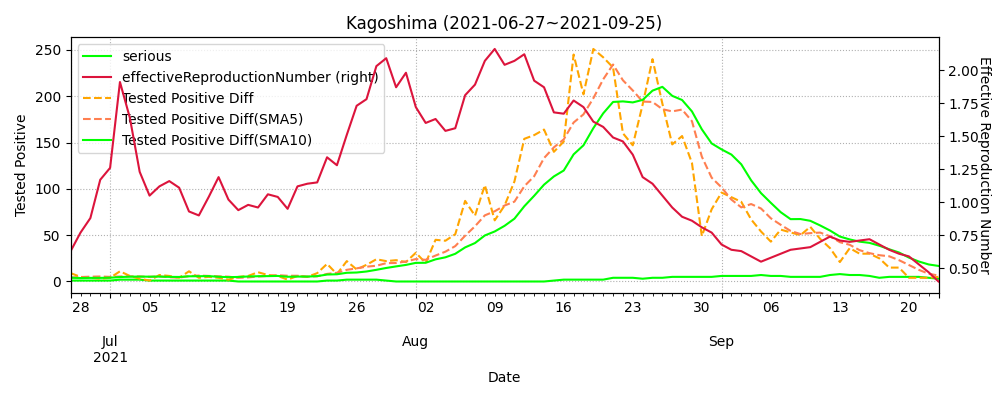 Kagoshima (2021-06-27~2021-09-25)
serious
effectiveReproductionNumber (right)
Tested Positive Diff
Tested Positive Diff(SMA5)
Tested Positive Diff(SMA10)
Tested Positive
250
200
150
100
50
0
2.00
1.75
1.50
1.25
1.00
0.75
0.50
Effective Reproduction Number
28 05 12 19 26 02 09 16 23 30 06 13 20
Jul Aug Sep
2021
Date